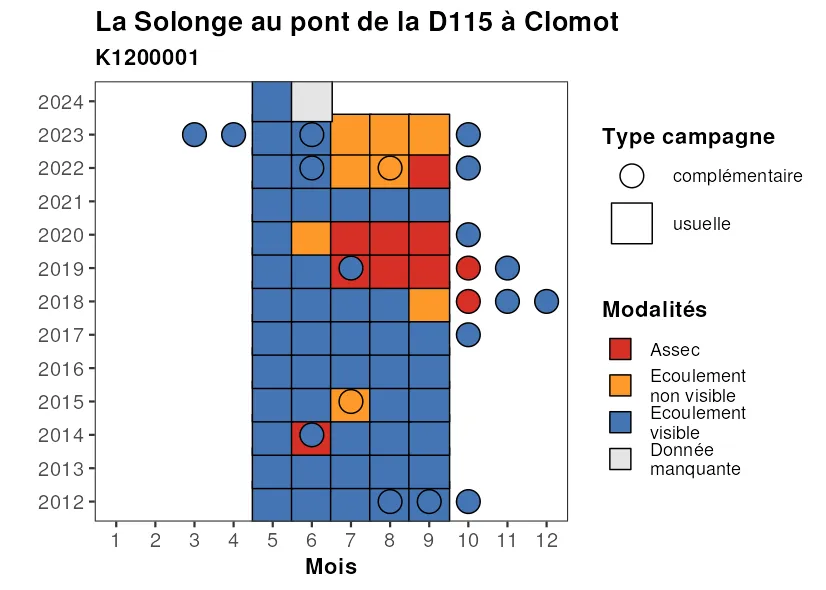 La Solonge au pont de la D115 à Clomot
K1200001
2024
2023
2022
2021
2020
2019
2018
2017
2016
2015
2014
2013
2012
1 2 3 4 5 6 7 8 9 10 11 12
Mois
Type campagne
complémentaire
usuelle
Modalités
Assec
Ecoulement
non visible
Ecoulement
visible
Donnée
manquante